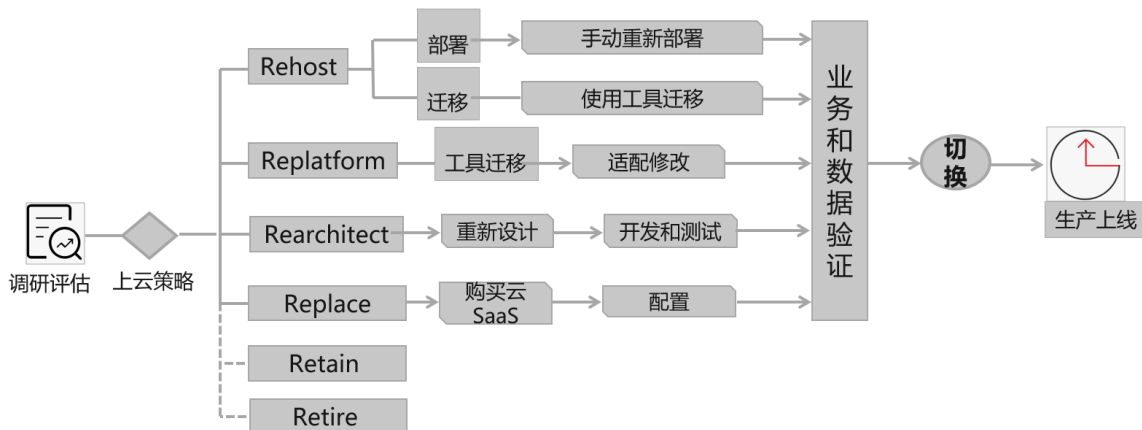 调研评估
上云策略
Rehost
部署
手动重新部署
迁移
使用工具迁移
Replatform
工具迁移
适配修改
Rearchitect
重新设计
开发和测试
Replace
购买云
SaaS
配置
Retain
Retire
业务和数据验证
切换
生产上线